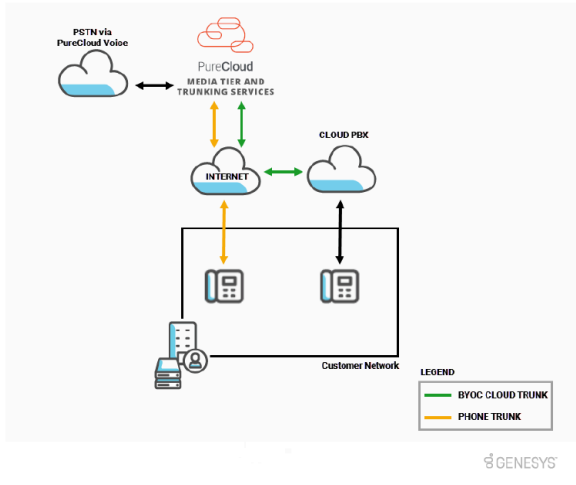 PSTN via
PureCloud Voice
PureCloud
MEDIA TIER AND
TRUNKING SERVICES
CLOUD PBX
INTERNET
Customer Network
LEGEND
BYOC CLOUD TRUNK
PHONE TRUNK
GENESYS™